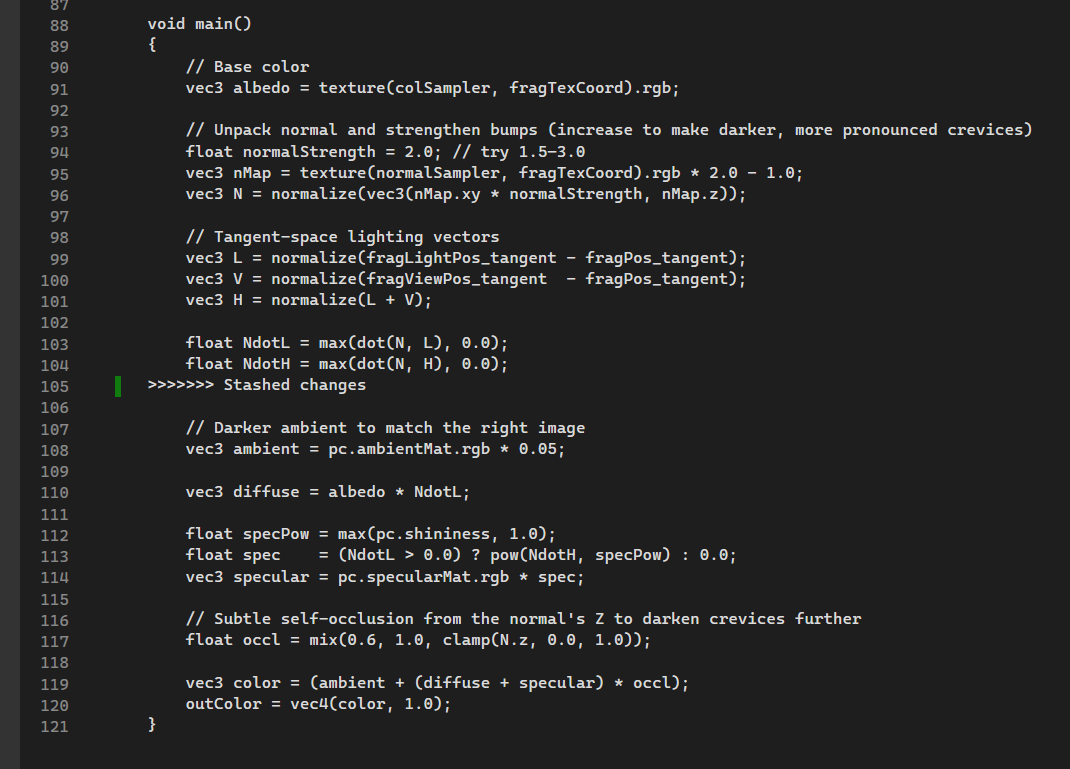 87
88 void main()
89 {
90 // Base color
91 vec3 albedo = texture(colSampler, fragTexCoord).rgb;
92
93 // Unpack normal and strengthen bumps (increase to make darker, more pronounced crevices)
94 float normalStrength = 2.0; // try 1.5–3.0
95 vec3 nMap = texture(normalSampler, fragTexCoord).rgb * 2.0 - 1.0;
96 vec3 N = normalize(vec3(nMap.xy * normalStrength, nMap.z));
97
98 // Tangent-space lighting vectors
99 vec3 L = normalize(fragLightPos_tangent - fragPos_tangent);
100 vec3 V = normalize(fragViewPos_tangent  - fragPos_tangent);
101 vec3 H = normalize(L + V);
102
103 float NdotL = max(dot(N, L), 0.0);
104 float NdotH = max(dot(N, H), 0.0);
105 >>>>>>> Stashed changes
106
107 // Darker ambient to match the right image
108 vec3 ambient = pc.ambientMat.rgb * 0.05;
109
110 vec3 diffuse = albedo * NdotL;
111
112 float specPow = max(pc.shininess, 1.0);
113 float spec    = (NdotL > 0.0) ? pow(NdotH, specPow) : 0.0;
114 vec3 specular = pc.specularMat.rgb * spec;
115
116 // Subtle self-occlusion from the normal's Z to darken crevices further
117 float occl = mix(0.6, 1.0, clamp(N.z, 0.0, 1.0));
118
119 vec3 color = (ambient + (diffuse + specular) * occl);
120 outColor = vec4(color, 1.0);
121 }